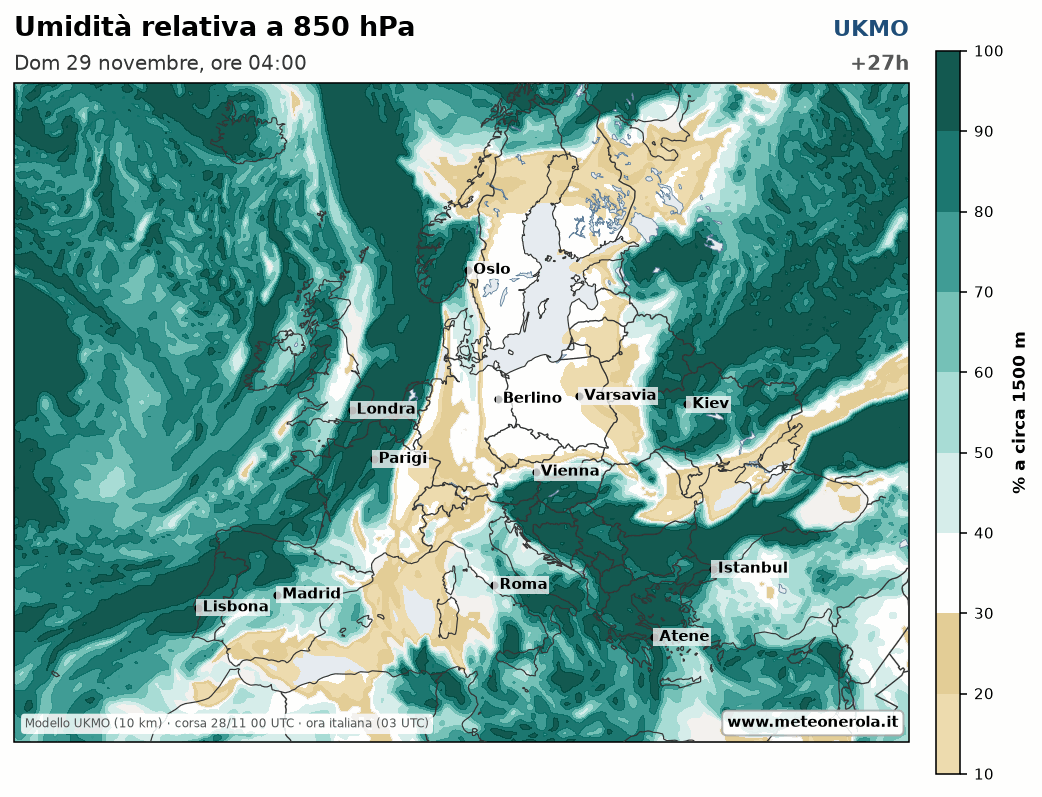 Umidità relativa a 850 hPa
UKMO
Dom 29 novembre, ore 04:00
+27h
100
90
80
70
60
50
40
30
20
10
% a circa 1500 m
Oslo
Berlino
Varsavia
Kiev
Londra
Parigi
Vienna
Istanbul
Roma
Madrid
Lisbona
Atene
Modello UKMO (10 km) · corsa 28/11 00 UTC · ora italiana (03 UTC)
www.meteonerola.it